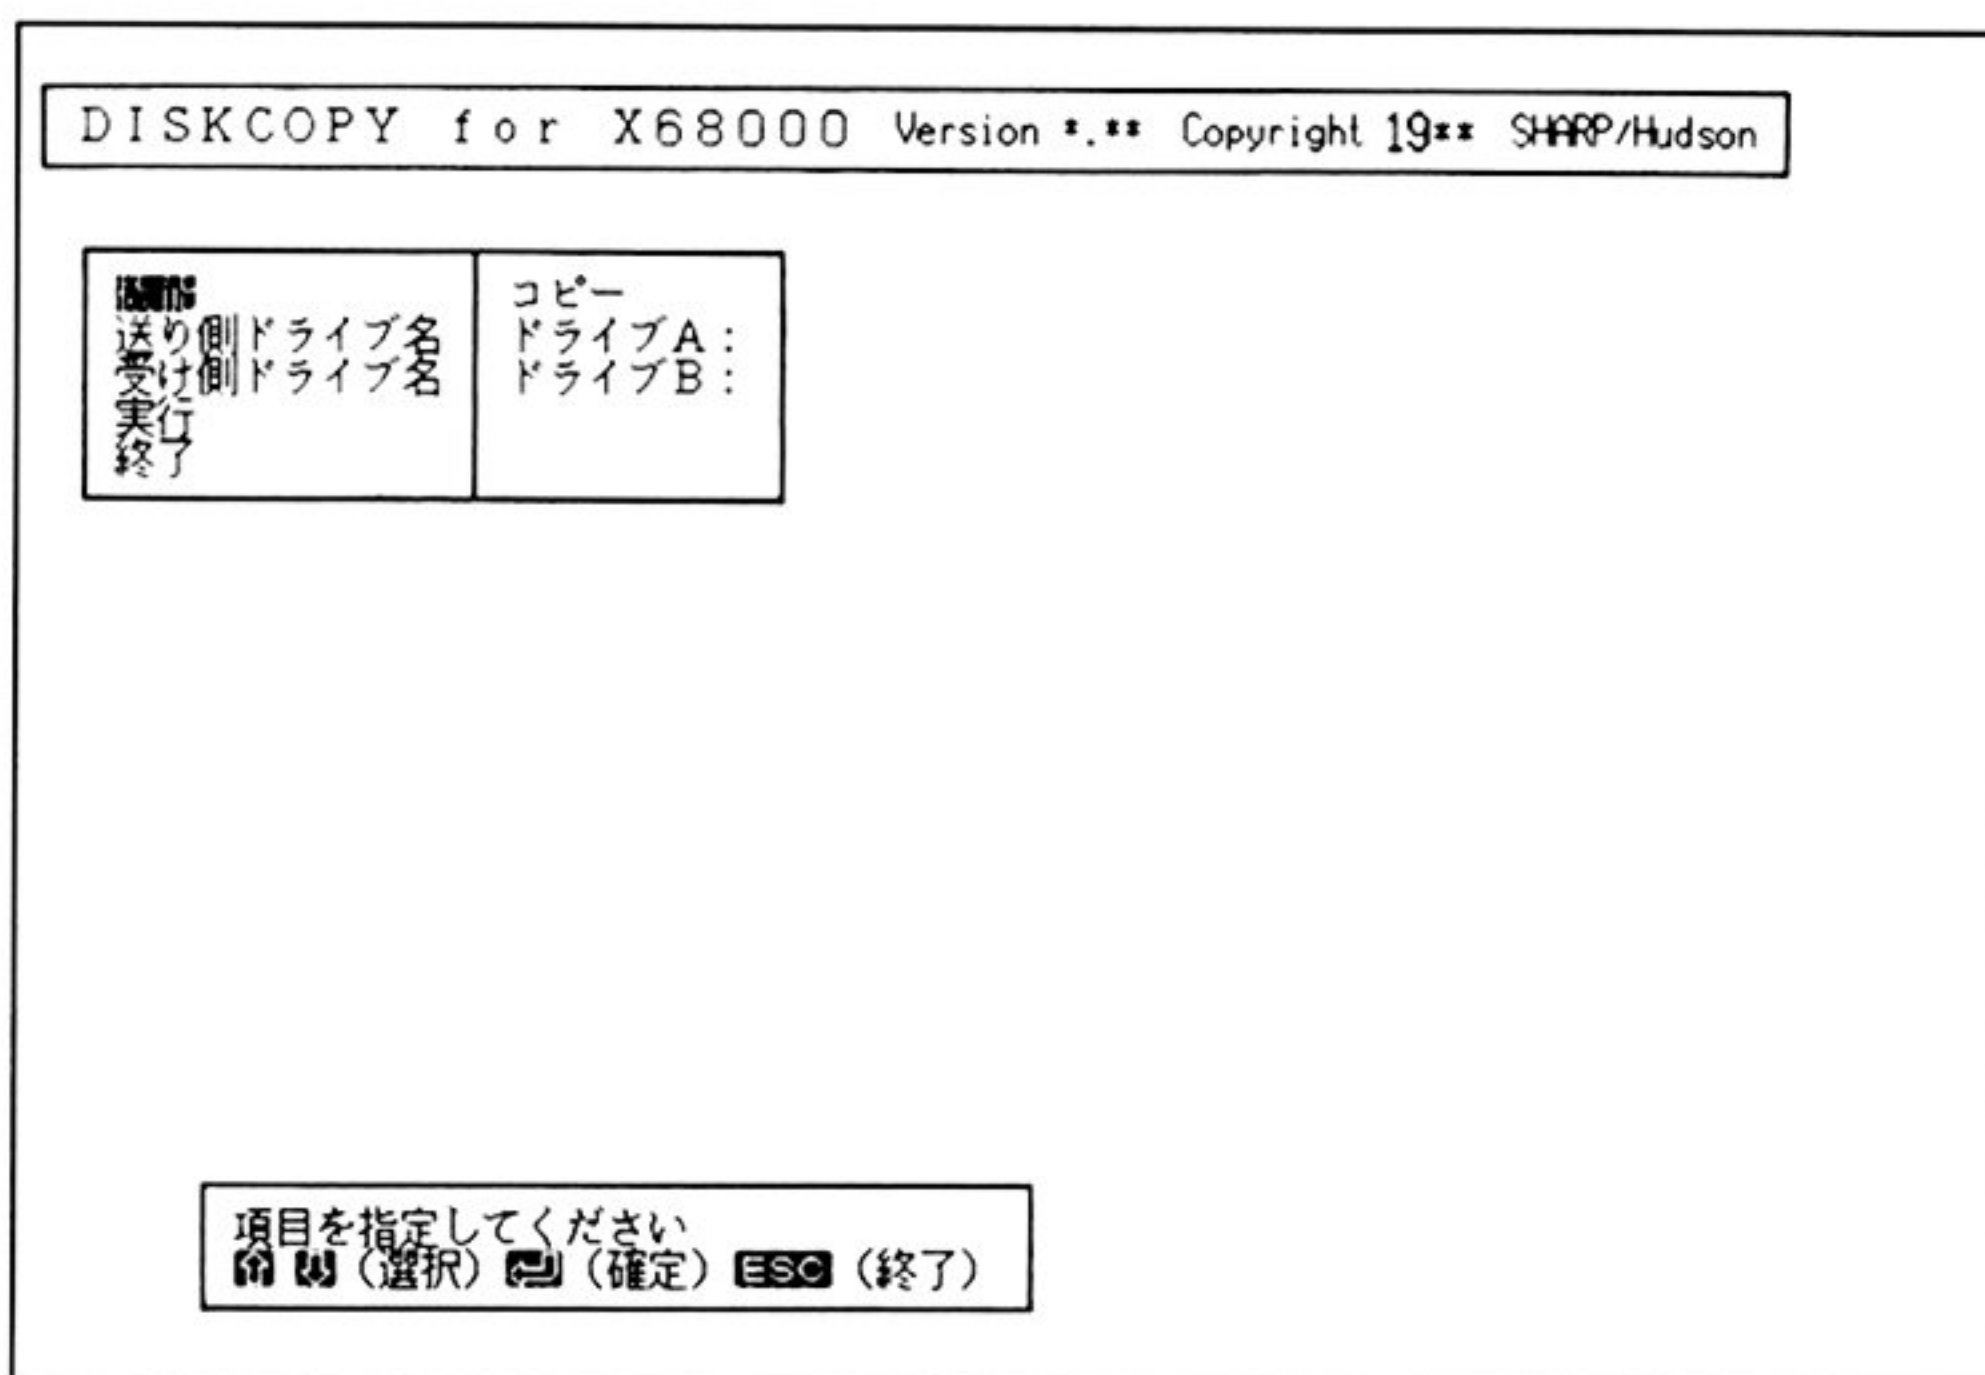 DISKCOPY for X68000 Version *.** Copyright 19** SHARP/Hudson
コピー
送り側ドライブ名 ドライブA:
受け側ドライブ名 ドライブB:
実行
終了
項目を指定してください
⇧ ⇩ (選択) ↵ (確定) ESC (終了)